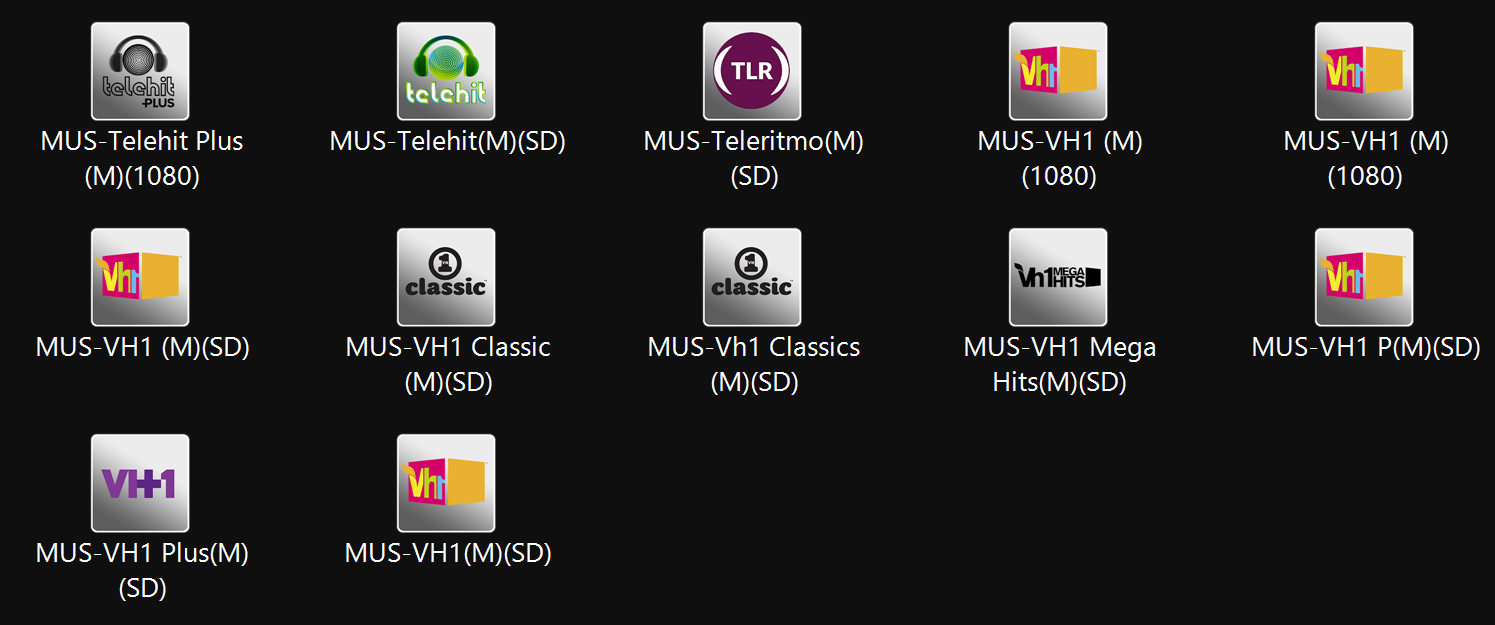 telehit
-PLUS
telehit
TLR
Vh1
Vh1
MUS-Telehit Plus
(M)(1080)
MUS-Telehit(M)(SD)
MUS-Teleritmo(M)
(SD)
MUS-VH1 (M)
(1080)
MUS-VH1 (M)
(1080)
Vh1
VH1
classic
VH1
classic
Vh1 MEGA
HITS
Vh1
MUS-VH1 (M)(SD)
MUS-VH1 Classic
(M)(SD)
MUS-Vh1 Classics
(M)(SD)
MUS-VH1 Mega
Hits(M)(SD)
MUS-VH1 P(M)(SD)
VH+1
Vh1
MUS-VH1 Plus(M)
(SD)
MUS-VH1(M)(SD)